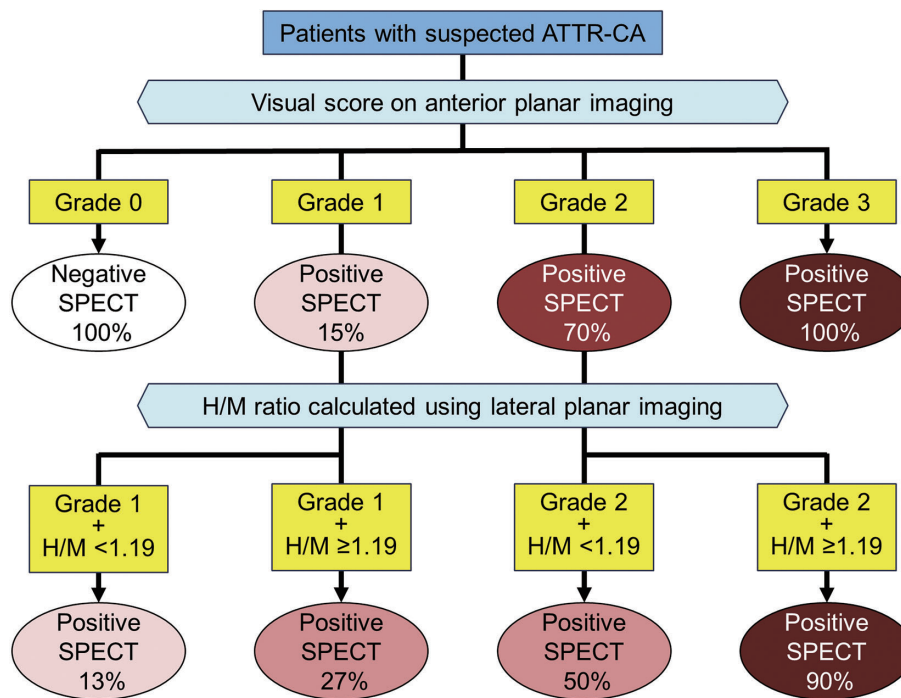 Patients with suspected ATTR-CA
Visual score on anterior planar imaging
Grade 0
Grade 1
Grade 2
Grade 3
Negative
SPECT
100%
Positive
SPECT
15%
Positive
SPECT
70%
Positive
SPECT
100%
H/M ratio calculated using lateral planar imaging
Grade 1
+
H/M <1.19
Grade 1
+
H/M ≥1.19
Grade 2
+
H/M <1.19
Grade 2
+
H/M ≥1.19
Positive
SPECT
13%
Positive
SPECT
27%
Positive
SPECT
50%
Positive
SPECT
90%